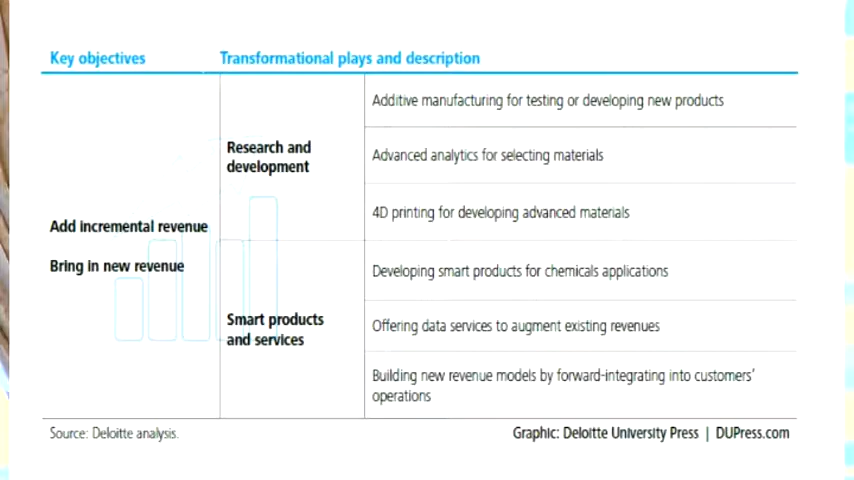 Key objectives
Transformational plays and description
Research and
development
Additive manufacturing for testing or developing new products
Advanced analytics for selecting materials
4D printing for developing advanced materials
Add incremental revenue
Bring in new revenue
Smart products
and services
Developing smart products for chemicals applications
Offering data services to augment existing revenues
Building new revenue models by forward-integrating into customers’
operations
Source: Deloitte analysis.
Graphic: Deloitte University Press | DUPress.com